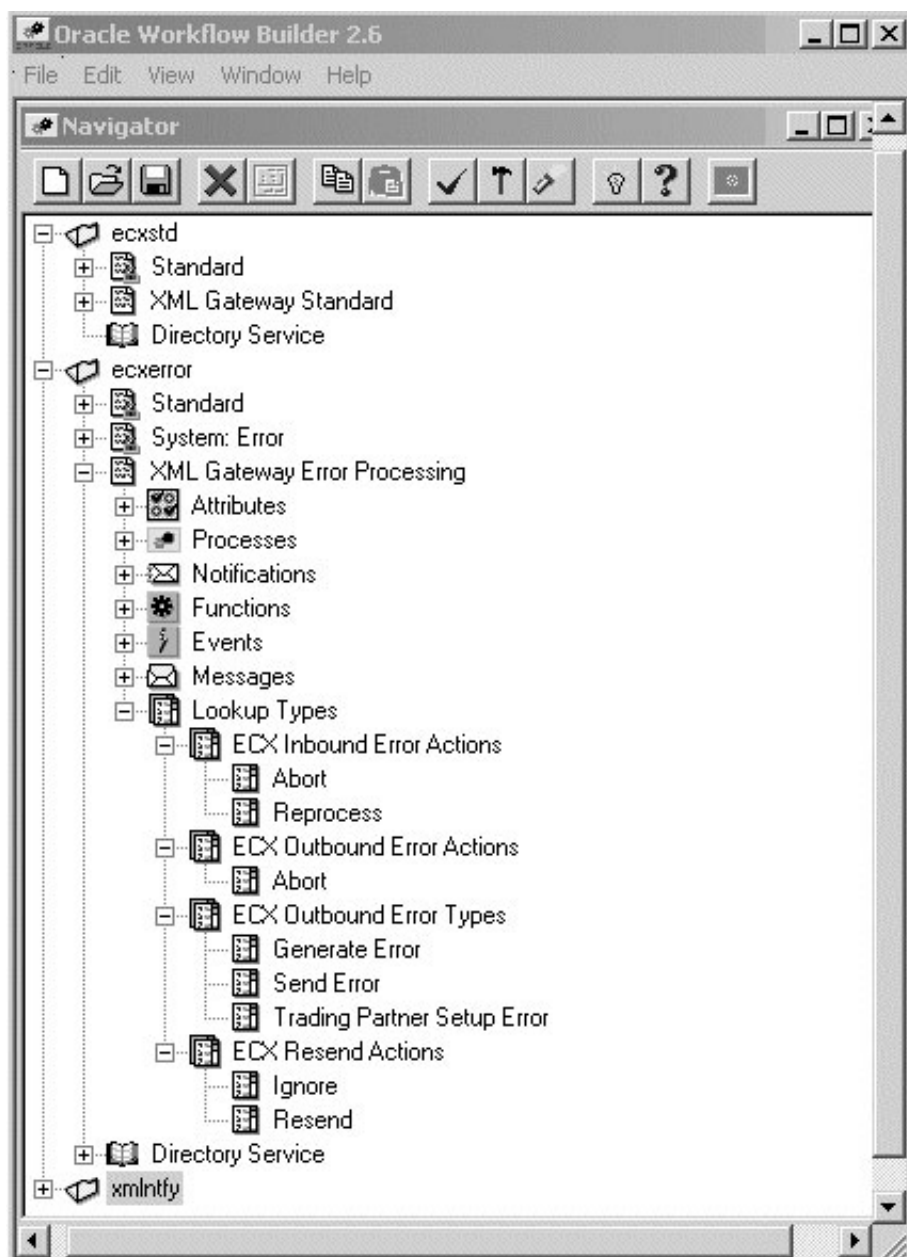 Oracle Workflow Builder 2.6
File Edit View Window Help
Navigator
ecxstd
Standard
XML Gateway Standard
Directory Service
ecxerror
Standard
System: Error
XML Gateway Error Processing
Attributes
Processes
Notifications
Functions
Events
Messages
Lookup Types
ECX Inbound Error Actions
Abort
Reprocess
ECX Outbound Error Actions
Abort
ECX Outbound Error Types
Generate Error
Send Error
Trading Partner Setup Error
ECX Resend Actions
Ignore
Resend
Directory Service
xmlntfy